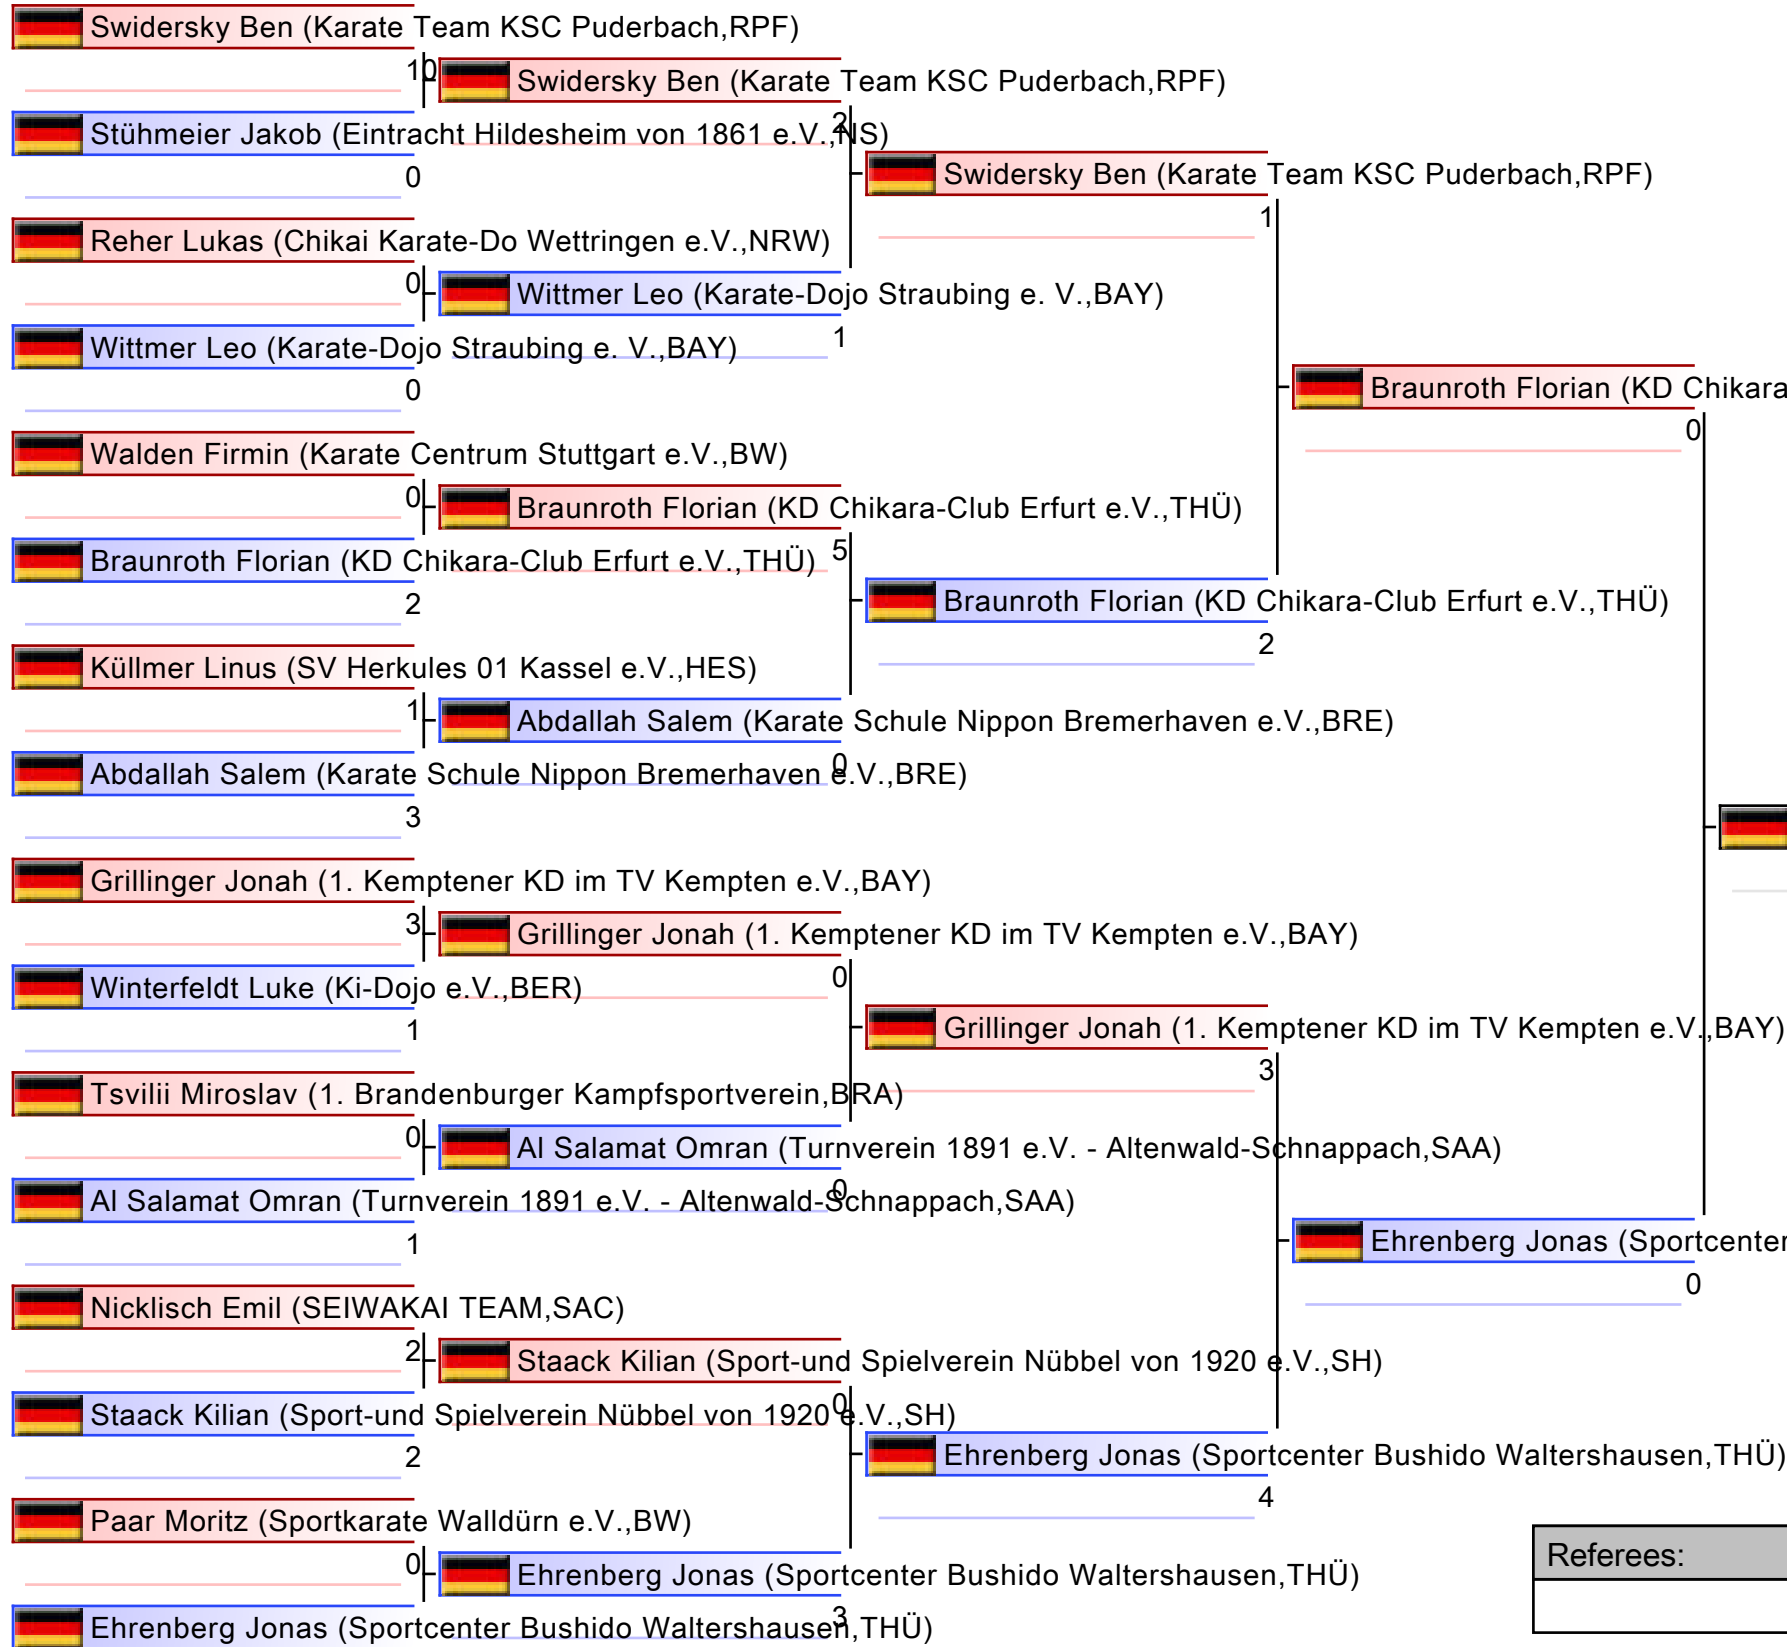 Swidersky Ben (Karate Team KSC Puderbach,RPF)
10
Swidersky Ben (Karate Team KSC Puderbach,RPF)
Stühmeier Jakob (Eintracht Hildesheim von 1861 e.V.,NS)
2
0
Swidersky Ben (Karate Team KSC Puderbach,RPF)
1
Reher Lukas (Chikai Karate-Do Wettringen e.V.,NRW)
0
Wittmer Leo (Karate-Dojo Straubing e. V.,BAY)
1
Wittmer Leo (Karate-Dojo Straubing e. V.,BAY)
0
Braunroth Florian (KD Chikara
0
Walden Firmin (Karate Centrum Stuttgart e.V.,BW)
0
Braunroth Florian (KD Chikara-Club Erfurt e.V.,THÜ)
5
Braunroth Florian (KD Chikara-Club Erfurt e.V.,THÜ)
2
Braunroth Florian (KD Chikara-Club Erfurt e.V.,THÜ)
2
Küllmer Linus (SV Herkules 01 Kassel e.V.,HES)
1
Abdallah Salem (Karate Schule Nippon Bremerhaven e.V.,BRE)
0
Abdallah Salem (Karate Schule Nippon Bremerhaven e.V.,BRE)
3
Grillinger Jonah (1. Kemptener KD im TV Kempten e.V.,BAY)
3
Grillinger Jonah (1. Kemptener KD im TV Kempten e.V.,BAY)
0
Winterfeldt Luke (Ki-Dojo e.V.,BER)
1
Grillinger Jonah (1. Kemptener KD im TV Kempten e.V.,BAY)
3
Tsvilii Miroslav (1. Brandenburger Kampfsportverein,BRA)
0
Al Salamat Omran (Turnverein 1891 e.V. - Altenwald-Schnappach,SAA)
0
Al Salamat Omran (Turnverein 1891 e.V. - Altenwald-Schnappach,SAA)
1
Ehrenberg Jonas (Sportcenter
0
Nicklisch Emil (SEIWAKAI TEAM,SAC)
2
Staack Kilian (Sport-und Spielverein Nübbel von 1920 e.V.,SH)
0
Staack Kilian (Sport-und Spielverein Nübbel von 1920 e.V.,SH)
2
Ehrenberg Jonas (Sportcenter Bushido Waltershausen,THÜ)
4
Paar Moritz (Sportkarate Walldürn e.V.,BW)
0
Ehrenberg Jonas (Sportcenter Bushido Waltershausen,THÜ)
3
Ehrenberg Jonas (Sportcenter Bushido Waltershausen,THÜ)
Referees: